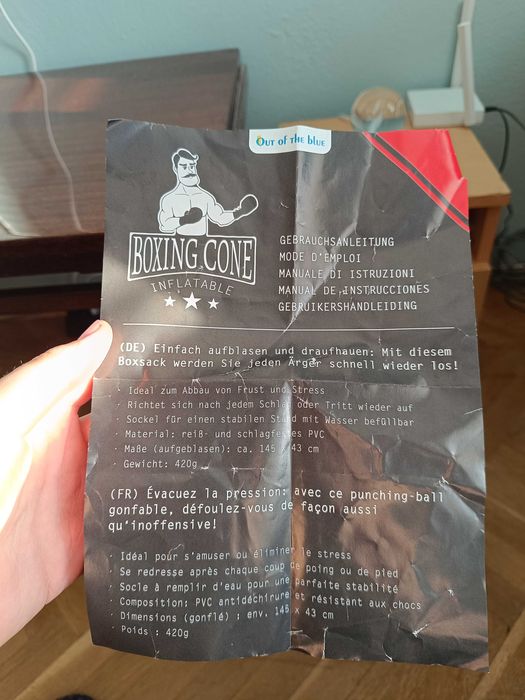 Out of the blue
BOXING CONE
INFLATABLE
GEBRAUCHSANLEITUNG
MODE D'EMPLOI
MANUALE DI ISTRUZIONI
MANUAL DE INSTRUCCIONES
GEBRUIKERSHANDLEIDING
(DE) Einfach aufblasen und draufhauen: Mit diesem
Boxsack werden Sie jeden Ärger schnell wieder los!
· Ideal zum Abbau von Frust und Stress
· Richtet sich nach jedem Schlag oder Tritt wieder auf
· Sockel für einen stabilen Stand mit Wasser befüllbar
· Material: reiß- und schlagfestes PVC
· Maße (aufgeblasen): ca. 145 x 43 cm
· Gewicht: 420g
(FR) Évacuez la pression: avec ce punching-ball
gonfable, défoulez-vous de façon aussi
qu'inoffensive!
· Idéal pour s'amuser ou éliminer le stress
· Se redresse après chaque coup de poing ou de pied
· Socle à remplir d'eau pour une parfaite stabilité
· Composition: PVC antidéchirure et résistant aux chocs
· Dimensions (gonflé) : env. 145 x 43 cm
· Poids : 420g